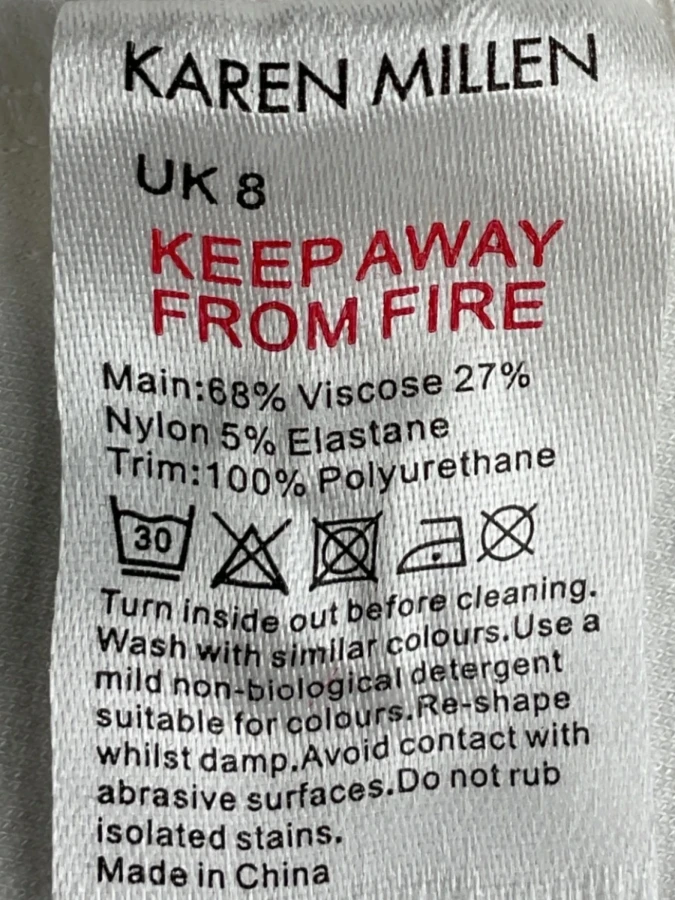 KAREN MILLEN
UK 8
KEEP AWAY
FROM FIRE
Main:68% Viscose 27%
Nylon 5% Elastane
Trim:100% Polyurethane
30
Turn inside out before cleaning.
Wash with similar colours.Use a
mild non-biological detergent
suitable for colours.Re-shape
whilst damp.Avoid contact with
abrasive surfaces.Do not rub
isolated stains.
Made in China